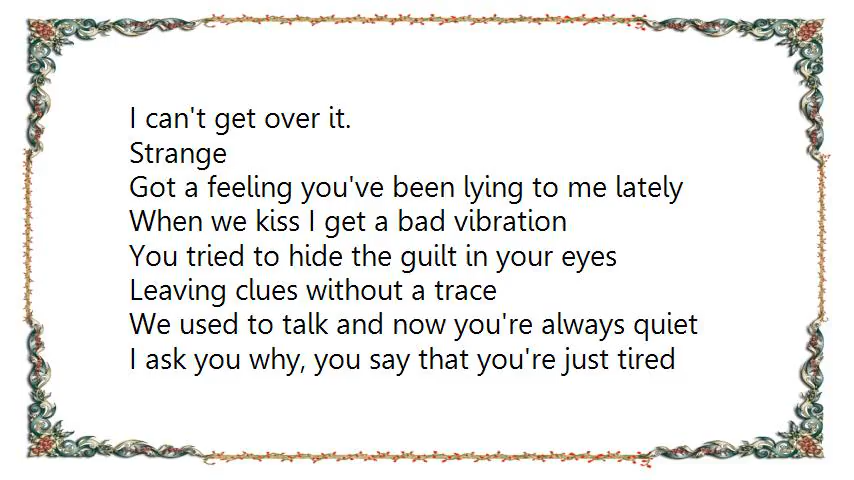 I can't get over it.
Strange
Got a feeling you've been lying to me lately
When we kiss I get a bad vibration
You tried to hide the guilt in your eyes
Leaving clues without a trace
We used to talk and now you're always quiet
I ask you why, you say that you're just tired